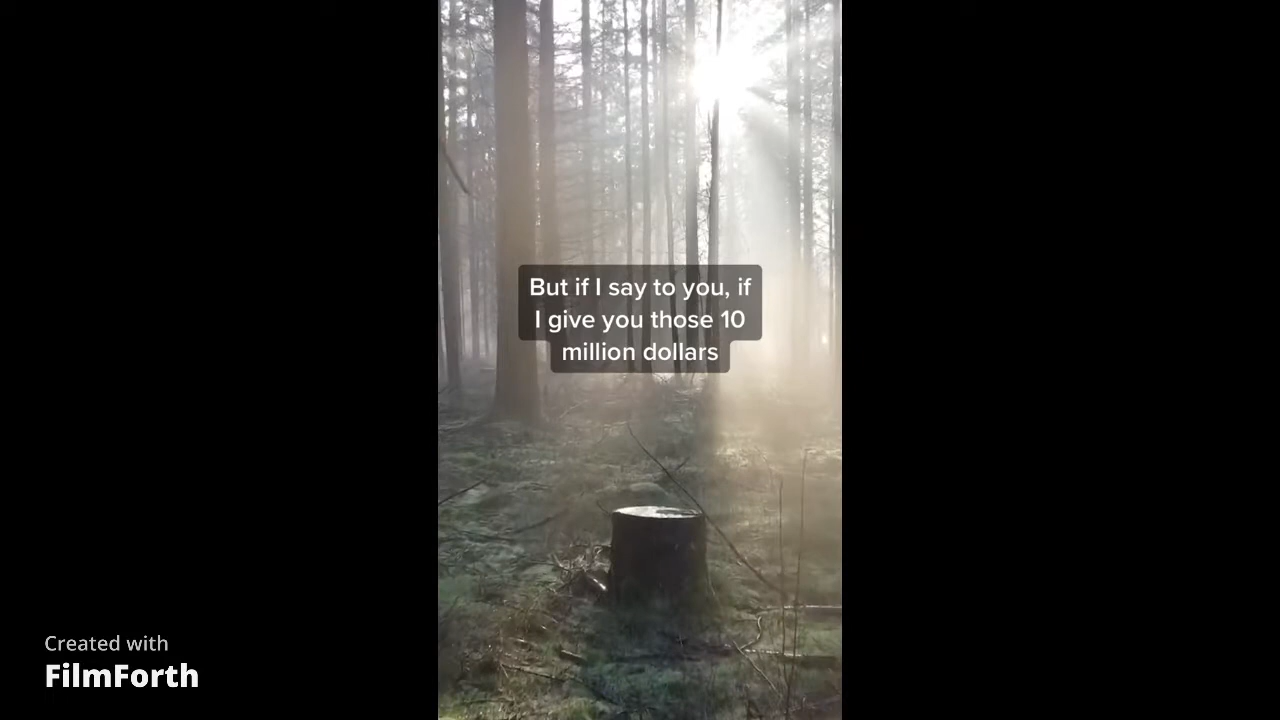 But if I say to you, if
I give you those 10
million dollars
Created with
FilmForth